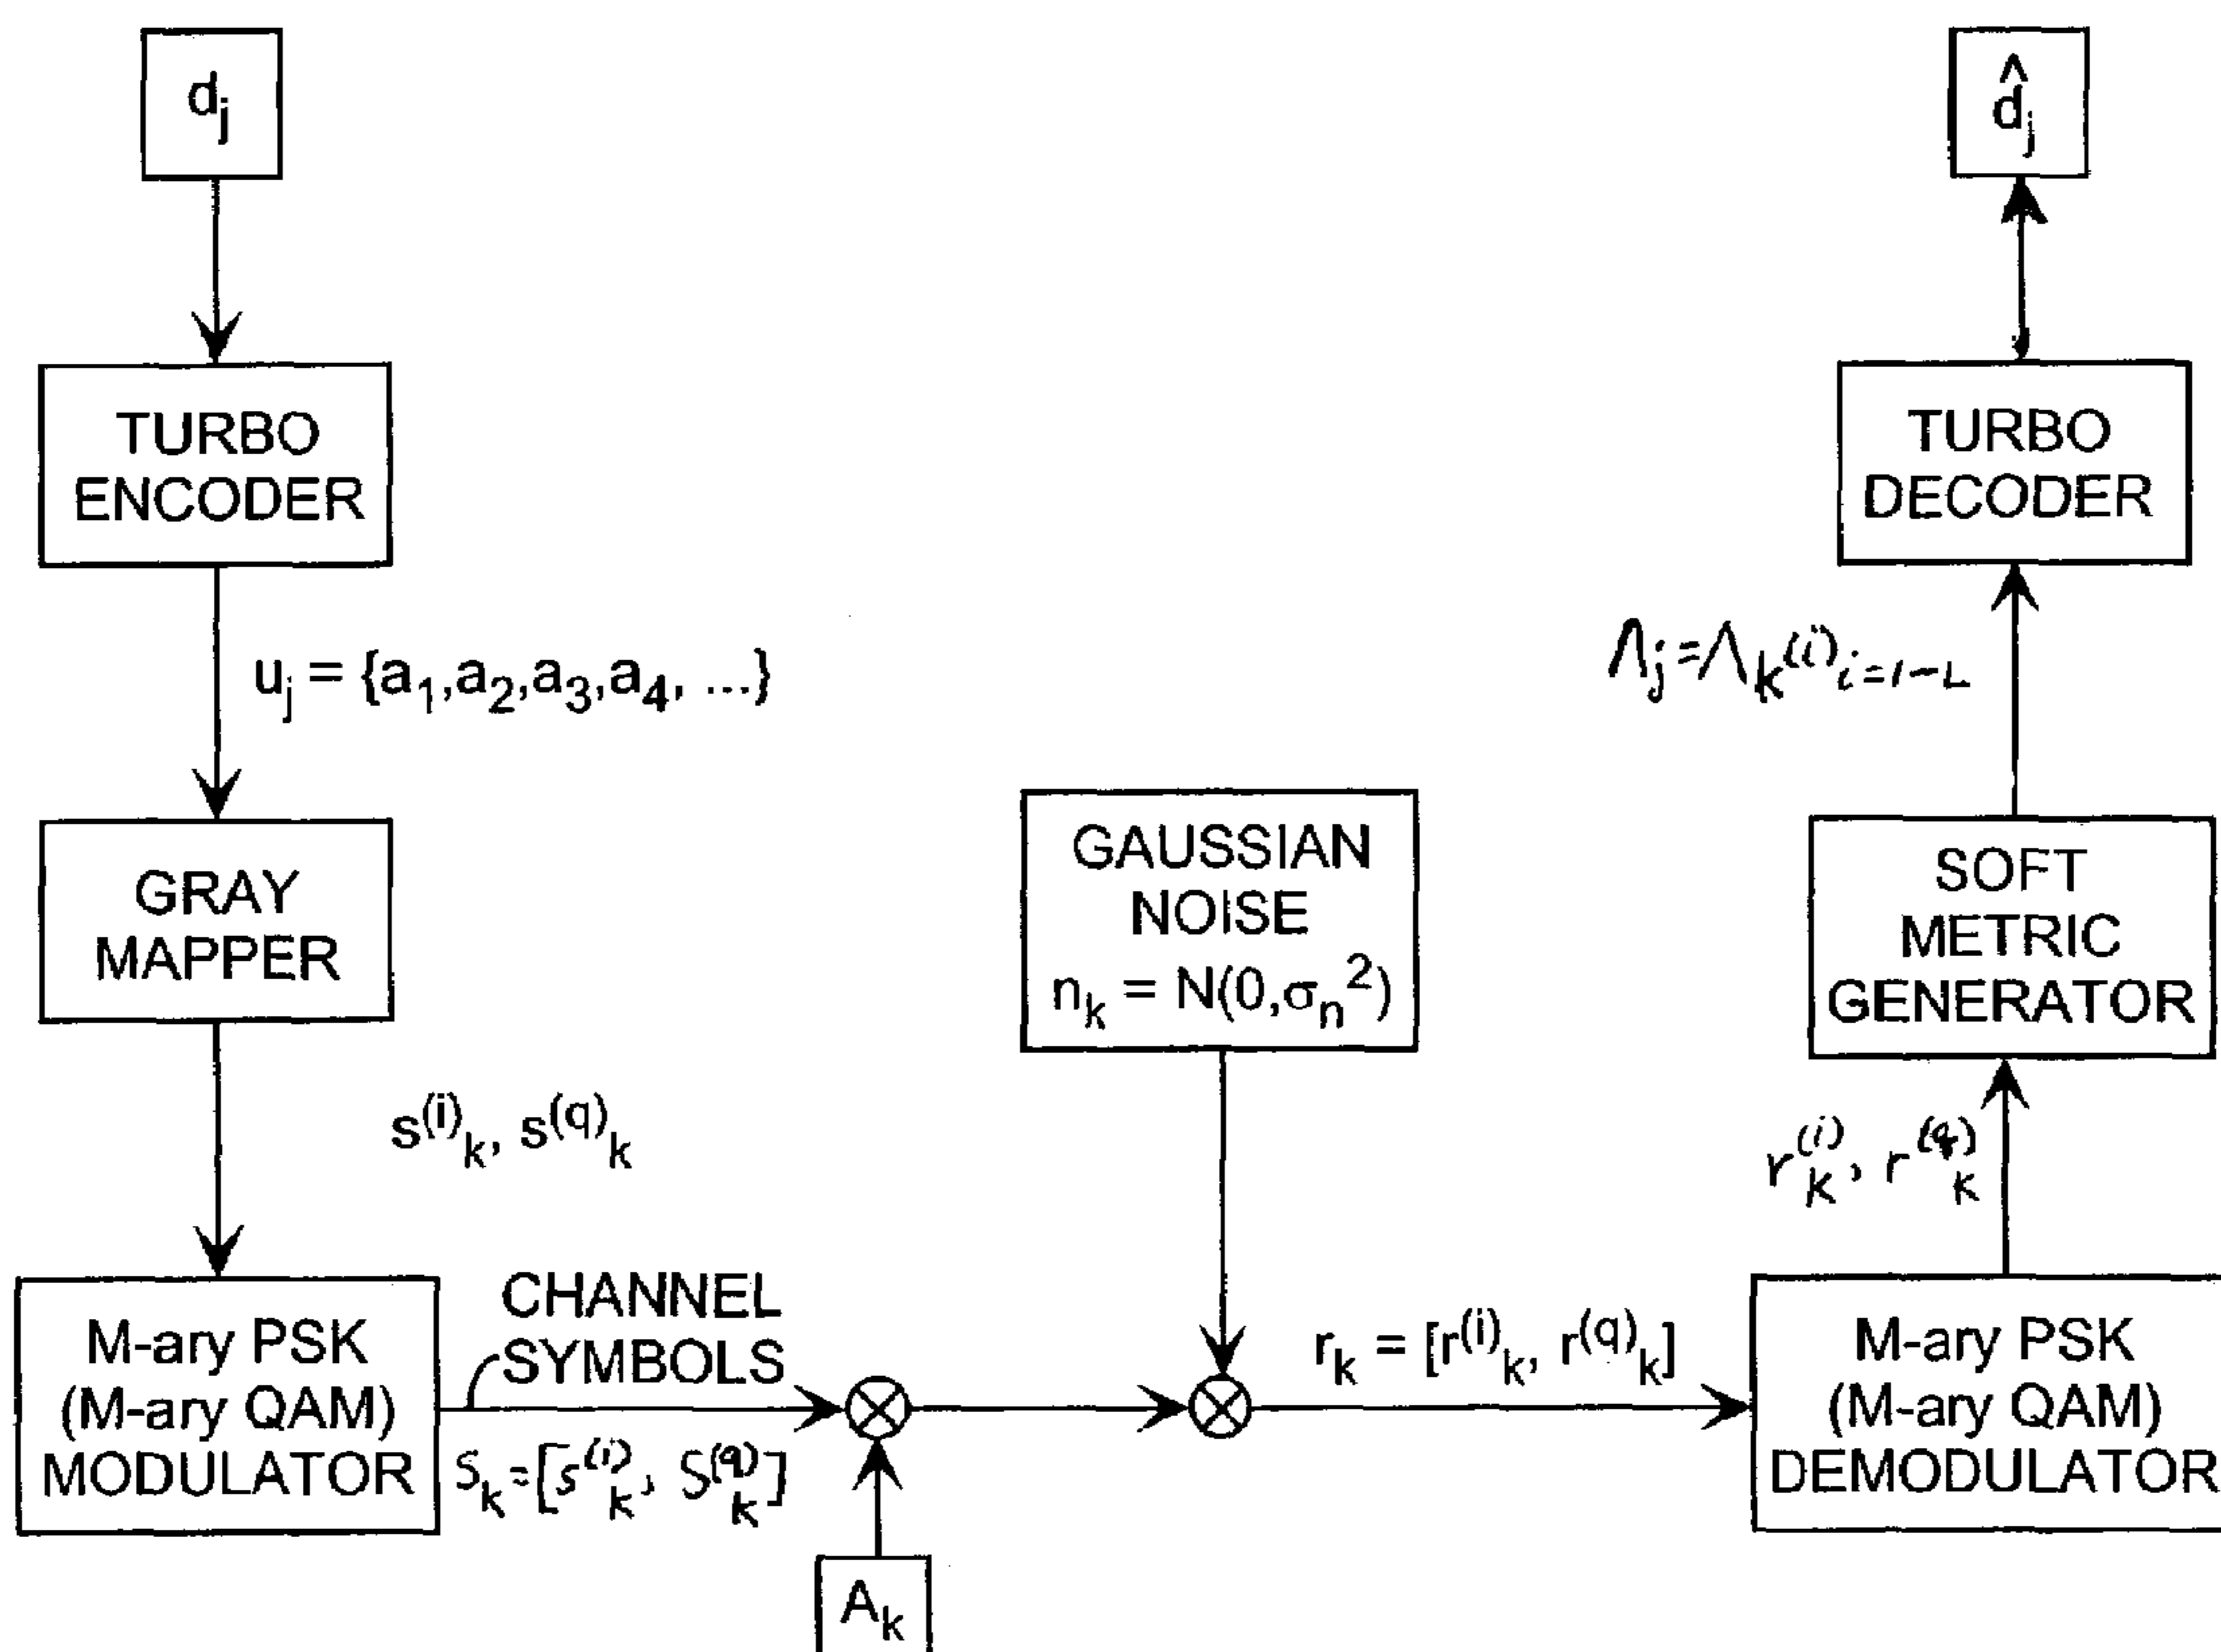 d_j
d̂_j
TURBO
ENCODER
TURBO
DECODER
u_j = {a_1,a_2,a_3,a_4, ...}
Λ_j=Λ_k^(i) i=1-L
GRAY
MAPPER
GAUSSIAN
NOISE
n_k = N(0,σ_n^2)
SOFT
METRIC
GENERATOR
s^(i)_k, s^(q)_k
r_k^(i), r^(q)_k
M-ary PSK
(M-ary QAM)
MODULATOR
CHANNEL
SYMBOLS
S_k=[s^(i)_k, S^(q)_k]
r_k = [r^(i)_k, r^(q)_k]
M-ary PSK
(M-ary QAM)
DEMODULATOR
A_k